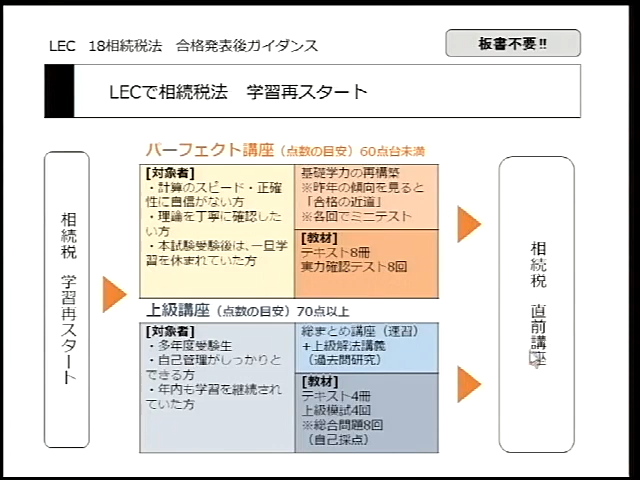 LEC 18相続税法 合格発表後ガイダンス
板書不要!!
LECで相続税法 学習再スタート
相続税 学習再スタート
パーフェクト講座（点数の目安）60点台未満
[対象者]
・計算のスピード・正確
性に自信がない方
・理論を丁寧に確認した
い方
・本試験受験後は、一旦学
習を休まれていた方
基礎学力の再構築
※昨年の傾向を見ると
「合格の近道」
※各回でミニテスト
[教材]
テキスト8冊
実力確認テスト8回
上級講座（点数の目安）70点以上
[対象者]
・多年度受験生
・自己管理がしっかりと
できる方
・年内も学習を継続され
ていた方
総まとめ講座（速習）
+上級解法講義
（過去問研究）
[教材]
テキスト4冊
上級模試4回
※総合問題8回
（自己採点）
相続税 直前講座